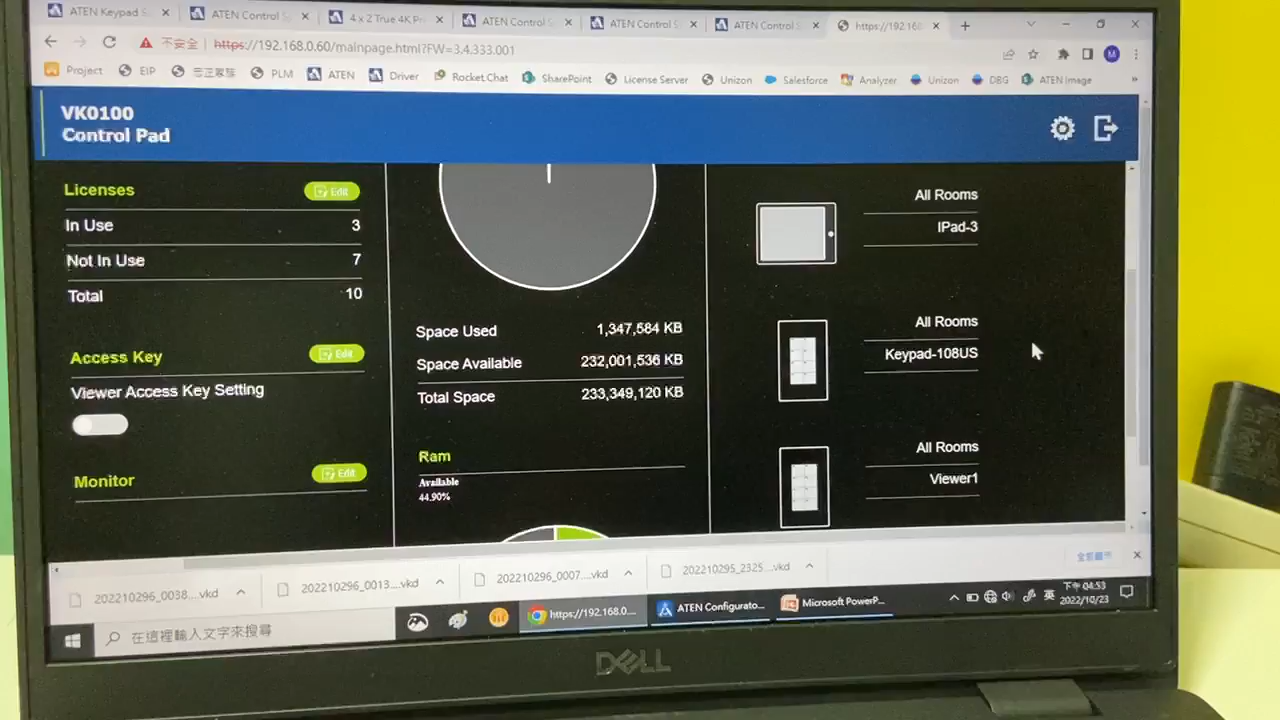 ATEN Keypad S
ATEN Control S
4 x 2 True 4K Pr
ATEN Control S
ATEN Control S
ATEN Control S
https://192.168
不安全
https://192.168.0.60/mainpage.html?FW=3.4.333.001
Project
EIP
PLM
ATEN
Driver
Rocket.Chat
SharePoint
License Server
Unizon
Salesforce
Analyzer
Unizon
DBG
ATEN Image
VK0100
Control Pad
Licenses
Edit
In Use
3
Not In Use
7
Total
10
Access Key
Edit
Viewer Access Key Setting
Monitor
Edit
Space Used
1,347,584 KB
Space Available
232,001,536 KB
Total Space
233,349,120 KB
Ram
Available
44.90%
All Rooms
IPad-3
All Rooms
Keypad-108US
All Rooms
Viewer1
202210296_0038....vkd
202210296_0013....vkd
202210296_0007....vkd
202210295_2325....vkd
全部顯示
在這裡輸入文字來搜尋
https://192.168.0....
ATEN Configurato...
Microsoft PowerP...
英
下午 04:53
2022/10/23
DELL